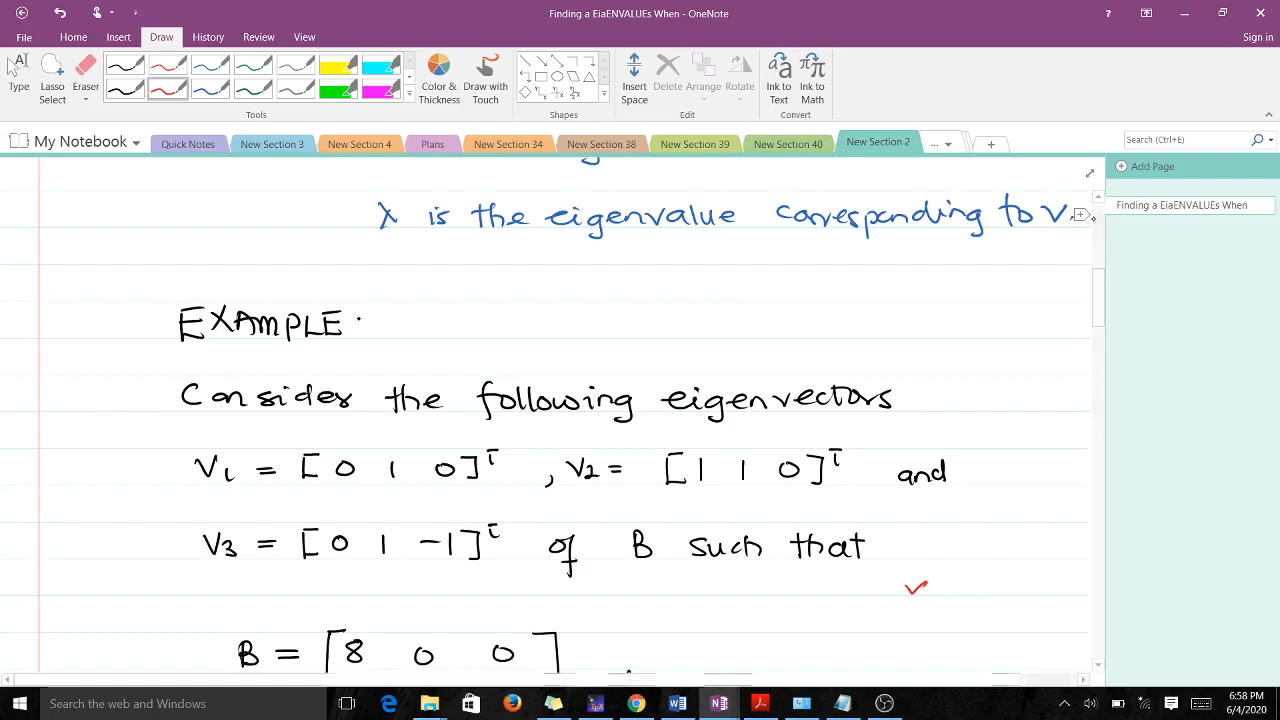 Finding a EiaENVALUES When - OneNote
File Home Insert Draw History Review View
Sign in
Type
Lasso Select
Eraser
Color & Thickness
Draw with Touch
Insert Space
Delete
Arrange
Rotate
Ink to Text
Ink to Math
Tools
Shapes
Edit
Convert
My Notebook
Quick Notes
New Section 3
New Section 4
Plans
New Section 34
New Section 38
New Section 39
New Section 40
New Section 2
...
Search (Ctrl+E)
Add Page
Finding a EiaENVALUEs When
λ is the eigenvalue corresponding to v.
EXAMPLE.
Consider the following eigenvectors
V1 = [0 1 0]ᵀ , V2 = [1 1 0]ᵀ and
V3 = [0 1 -1]ᵀ of B such that
B = [8 0 0
Search the web and Windows
6:58 PM
6/4/2020